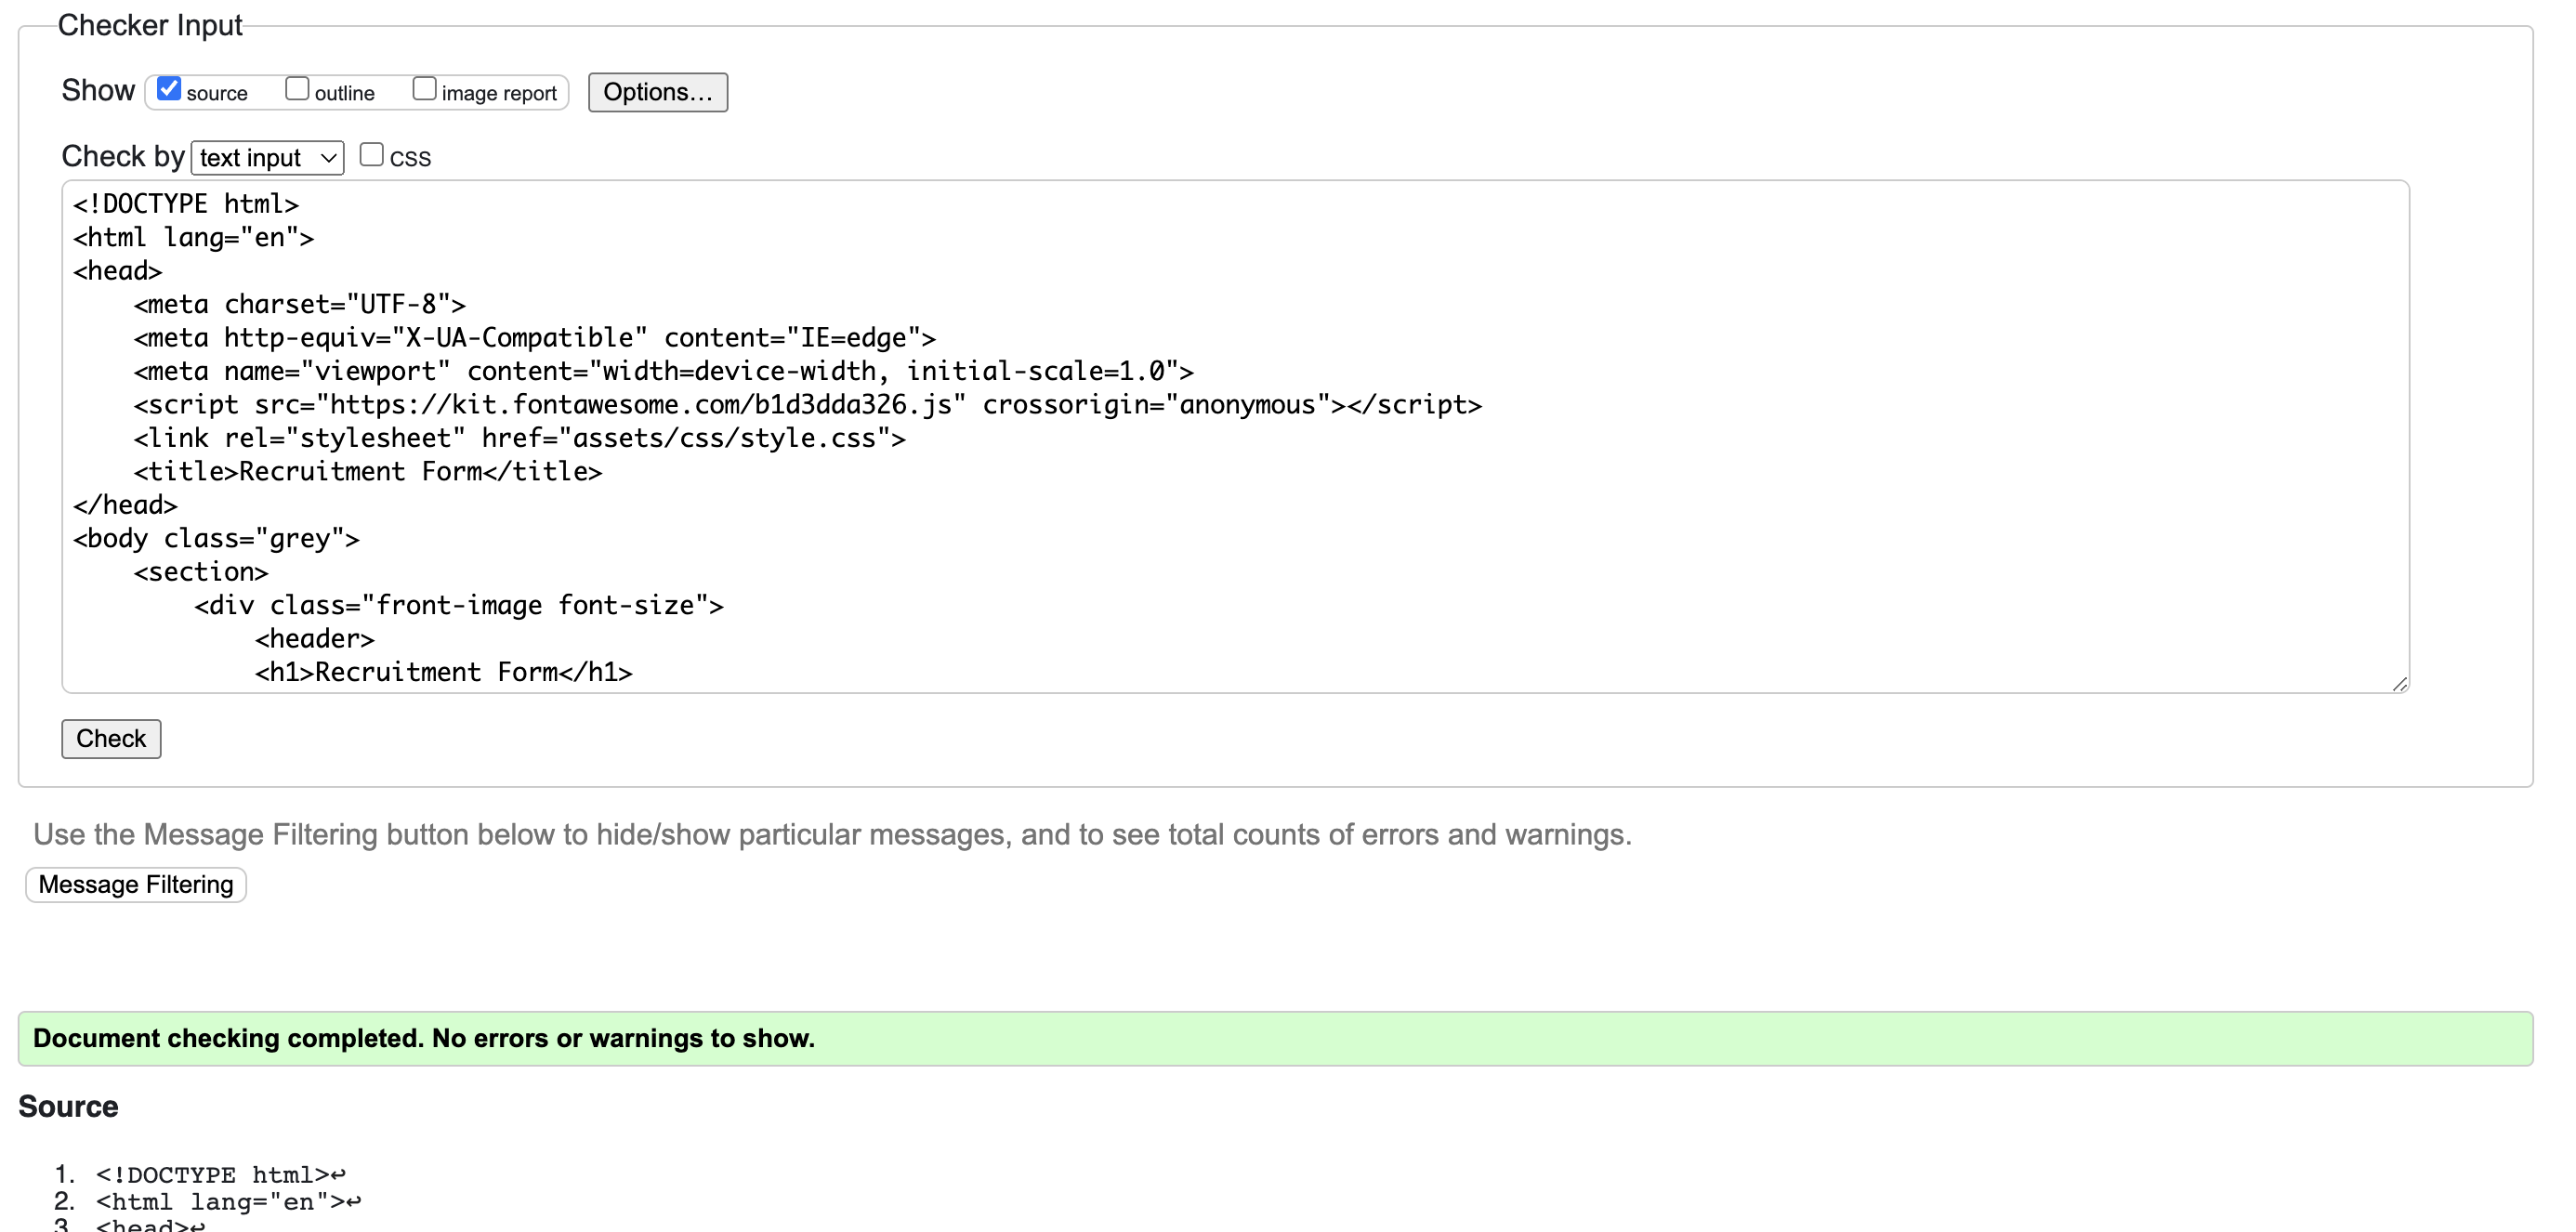 Checker Input
Show source outline image report Options...
Check by text input CSS
<!DOCTYPE html>
<html lang="en">
<head>
    <meta charset="UTF-8">
    <meta http-equiv="X-UA-Compatible" content="IE=edge">
    <meta name="viewport" content="width=device-width, initial-scale=1.0">
    <script src="https://kit.fontawesome.com/b1d3dda326.js" crossorigin="anonymous"></script>
    <link rel="stylesheet" href="assets/css/style.css">
    <title>Recruitment Form</title>
</head>
<body class="grey">
    <section>
        <div class="front-image font-size">
            <header>
            <h1>Recruitment Form</h1>
Check
Use the Message Filtering button below to hide/show particular messages, and to see total counts of errors and warnings.
Message Filtering
Document checking completed. No errors or warnings to show.
Source
1. <!DOCTYPE html>↩
2. <html lang="en">↩
3. <head>↩